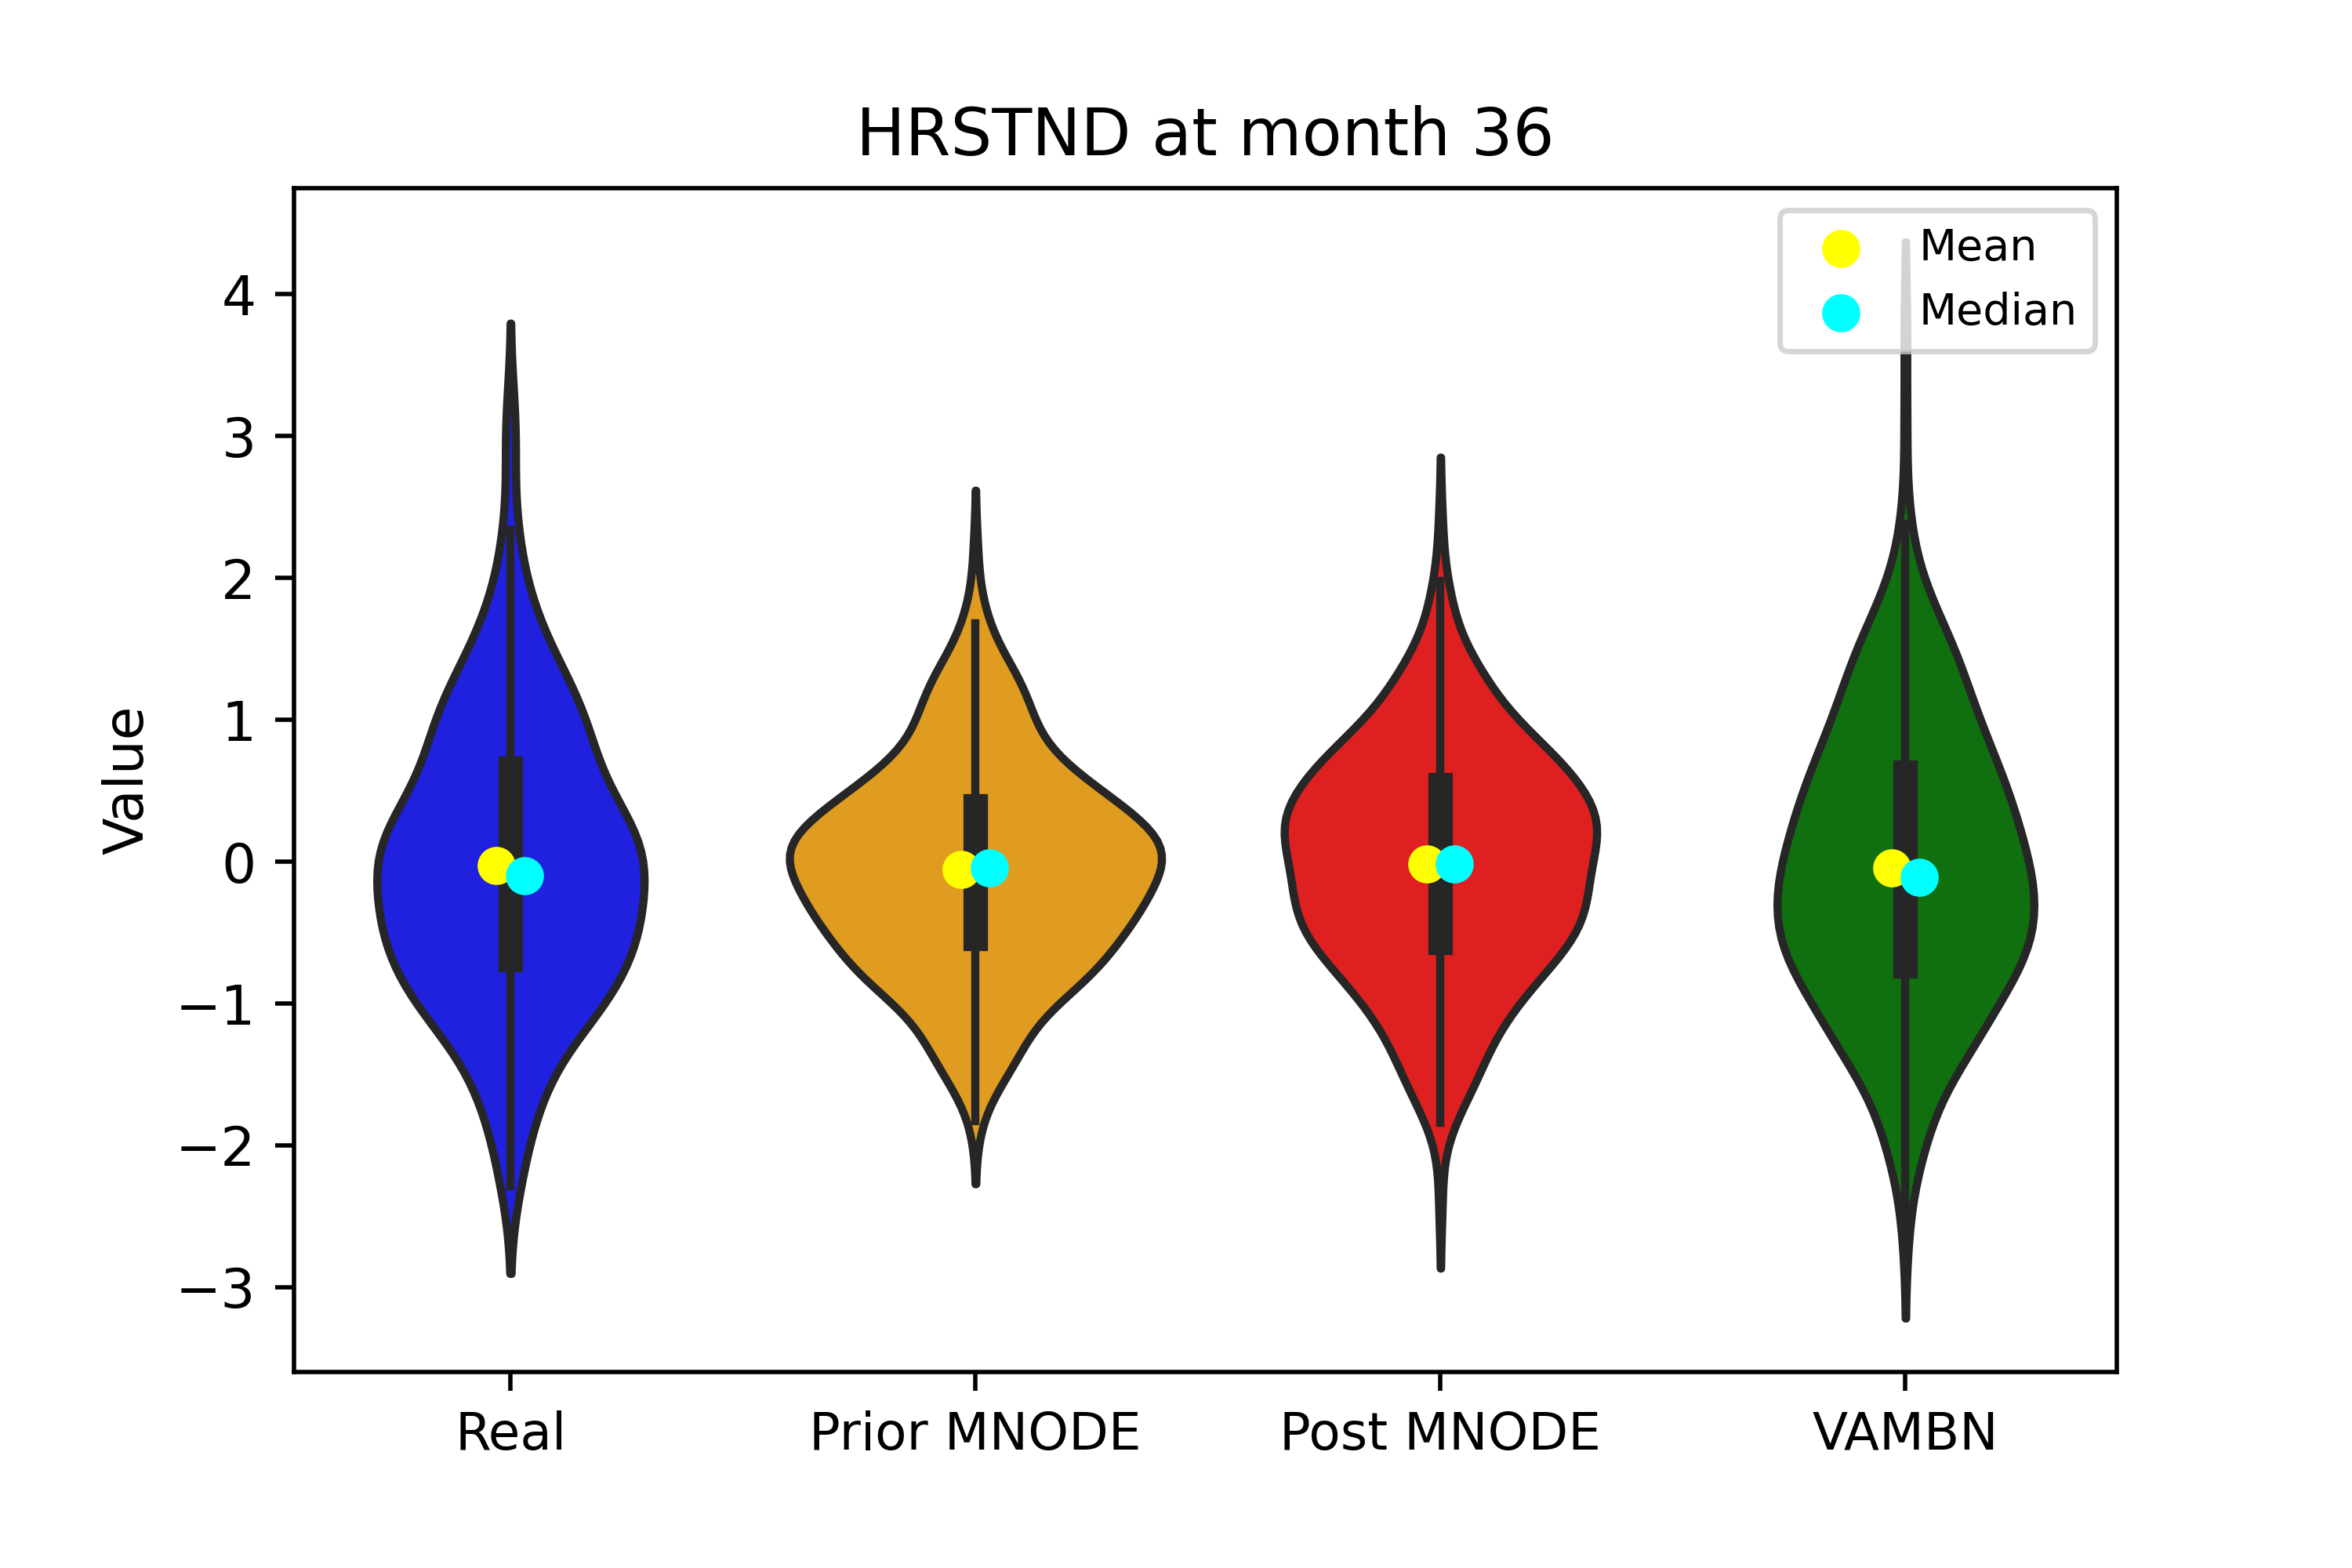 HRSTND at month 36
Mean
Median
4
3
2
1
0
−1
−2
−3
Value
Real Prior MNODE Post MNODE VAMBN